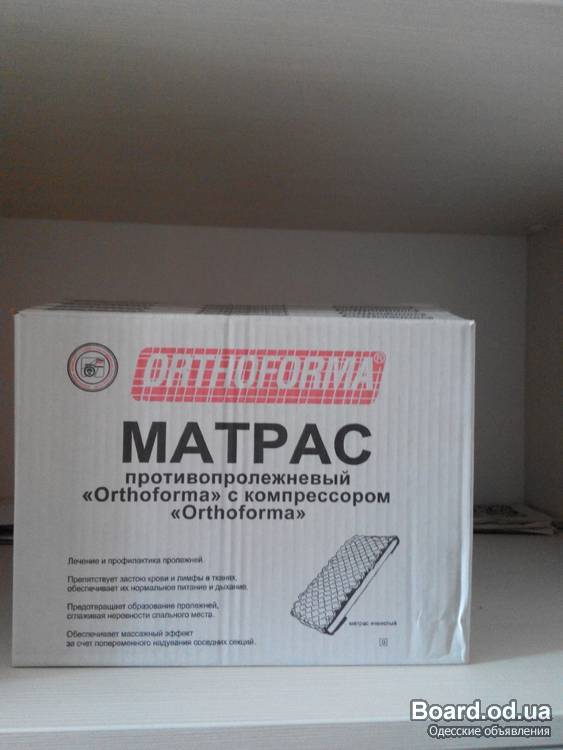 ORTHOFORMA®
МАТРАС
противопролежневый
«Orthoforma» с компрессором
«Orthoforma»
Лечение и профилактика пролежней.
Препятствует застою крови и лимфы в тканях,
обеспечивает их нормальное питание и дыхание.
Предотвращает образование пролежней,
сглаживая неровности спального места.
Обеспечивает массажный эффект
за счет попеременного надувания соседних секций.
матрас ячеистый
Board.od.ua
Одесские объявления